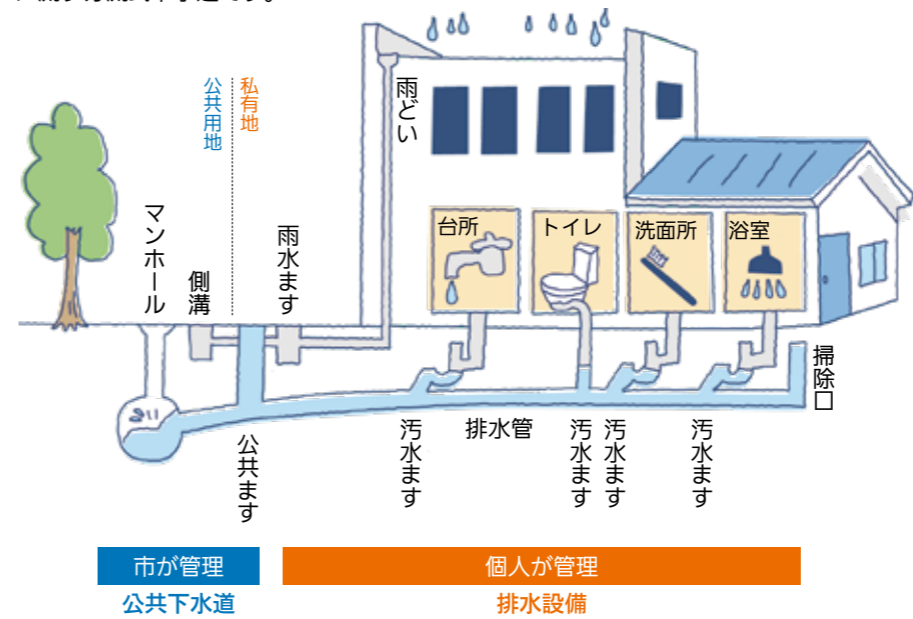 公共用地
私有地
雨どい
マンホール
側溝
雨水ます
台所
トイレ
洗面所
浴室
掃除口
公共ます
汚水ます
排水管
汚水ます
汚水ます
汚水ます
市が管理
個人が管理
公共下水道
排水設備